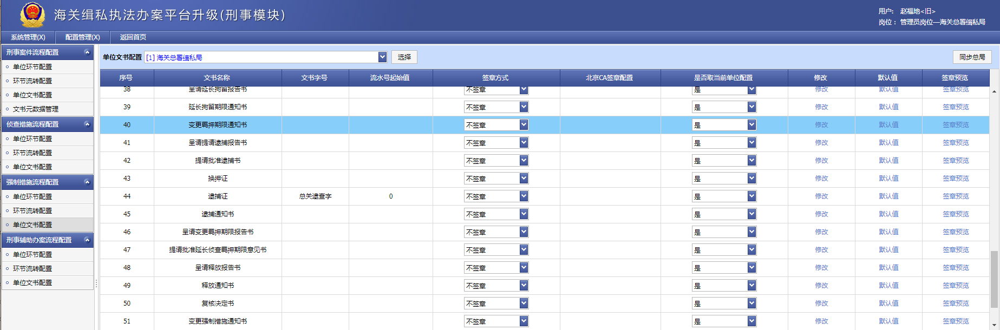 海关缉私执法办案平台升级(刑事模块)
用户: 赵福地<旧>
岗位: 管理员岗位—海关总署缉私局
系统管理(X) 配置管理(X) 返回首页
刑事案件流程配置
单位环节配置
环节流转配置
单位文书配置
文书元数据管理
侦查措施流程配置
单位环节配置
环节流转配置
单位文书配置
强制措施流程配置
单位环节配置
环节流转配置
单位文书配置
刑事辅助办案流程配置
单位环节配置
环节流转配置
单位文书配置
单位文书配置 [1] 海关总署缉私局 选择 同步总局
序号 文书名称 文书字号 流水号起始值 签章方式 北京CA签章配置 是否取当前单位配置 修改 默认值 签章预览
38 呈请延长拘留报告书 不签章 是 修改 默认值 签章预览
39 延长拘留期限通知书 不签章 是 修改 默认值 签章预览
40 变更羁押期限通知书 不签章 是 修改 默认值 签章预览
41 呈请提请逮捕报告书 不签章 是 修改 默认值 签章预览
42 提请批准逮捕书 不签章 是 修改 默认值 签章预览
43 换押证 不签章 是 修改 默认值 签章预览
44 逮捕证 总关逮查字 0 不签章 是 修改 默认值 签章预览
45 逮捕通知书 不签章 是 修改 默认值 签章预览
46 呈请变更羁押期限报告书 不签章 是 修改 默认值 签章预览
47 提请批准延长侦查羁押期限意见书 不签章 是 修改 默认值 签章预览
48 呈请释放报告书 不签章 是 修改 默认值 签章预览
49 释放通知书 不签章 是 修改 默认值 签章预览
50 复核决定书 不签章 是 修改 默认值 签章预览
51 变更强制措施通知书 不签章 是 修改 默认值 签章预览